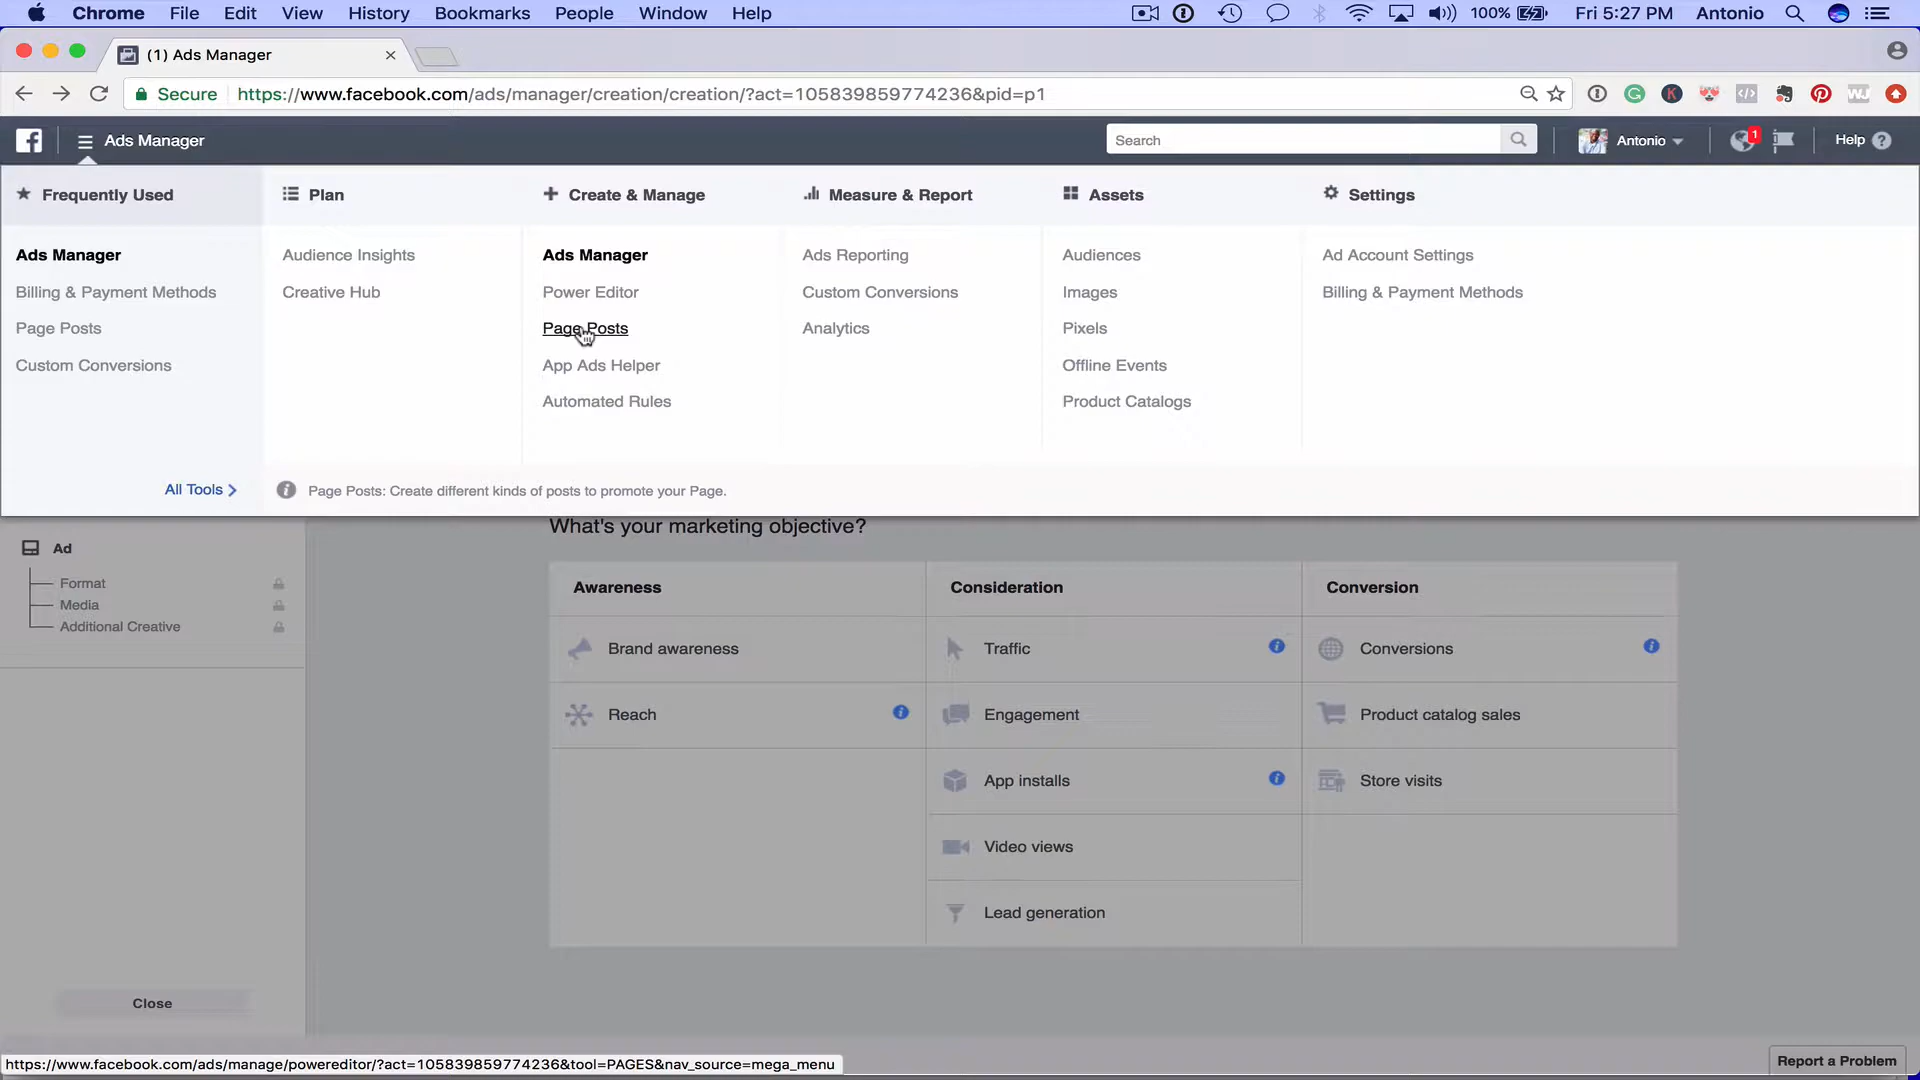 Chrome File Edit View History Bookmarks People Window Help 100% Fri 5:27 PM Antonio
(1) Ads Manager
Secure https://www.facebook.com/ads/manager/creation/creation/?act=105839859774236&pid=p1
Ads Manager Search Antonio 1 Help
Frequently Used Plan Create & Manage Measure & Report Assets Settings
Ads Manager Audience Insights Ads Manager Ads Reporting Audiences Ad Account Settings
Billing & Payment Methods Creative Hub Power Editor Custom Conversions Images Billing & Payment Methods
Page Posts Page Posts Analytics Pixels
Custom Conversions App Ads Helper Offline Events
Automated Rules Product Catalogs
All Tools Page Posts: Create different kinds of posts to promote your Page.
What's your marketing objective?
Ad
Format
Media
Additional Creative
Awareness Consideration Conversion
Brand awareness Traffic Conversions
Reach Engagement Product catalog sales
App installs Store visits
Video views
Lead generation
Close
https://www.facebook.com/ads/manage/powereditor/?act=105839859774236&tool=PAGES&nav_source=mega_menu
Report a Problem